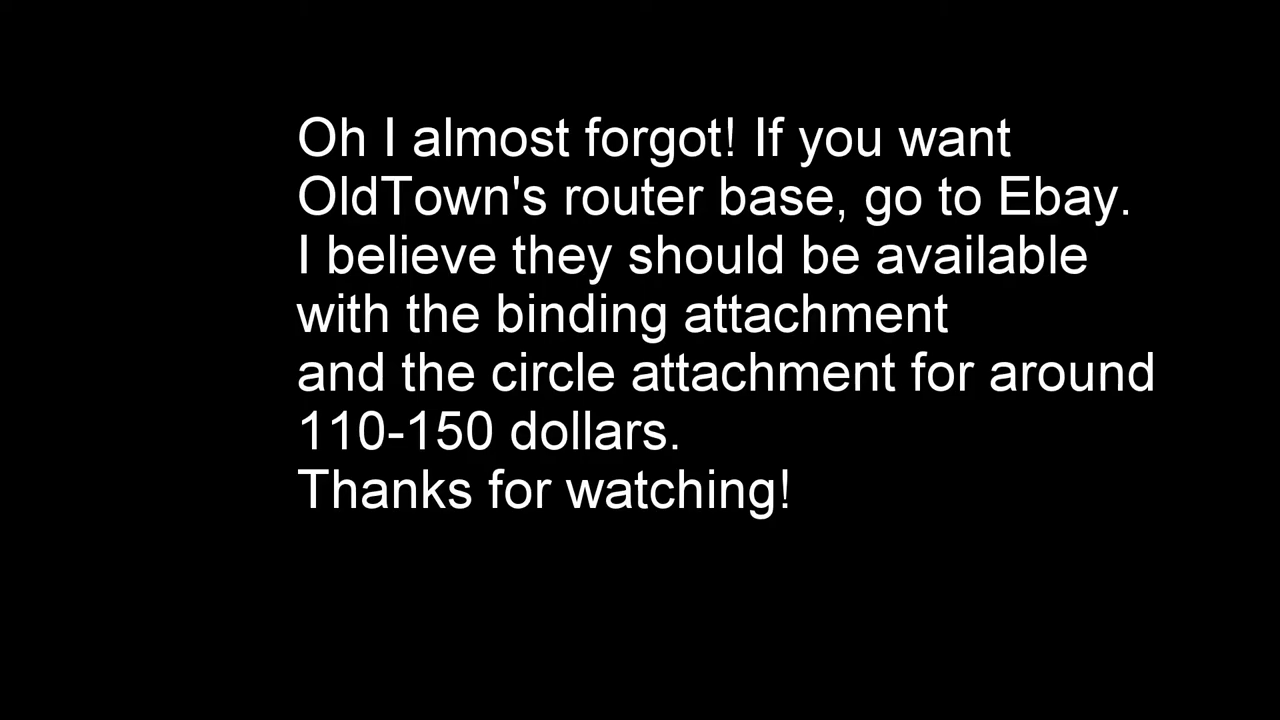 Oh I almost forgot! If you want
OldTown's router base, go to Ebay.
I believe they should be available
with the binding attachment
and the circle attachment for around
110-150 dollars.
Thanks for watching!